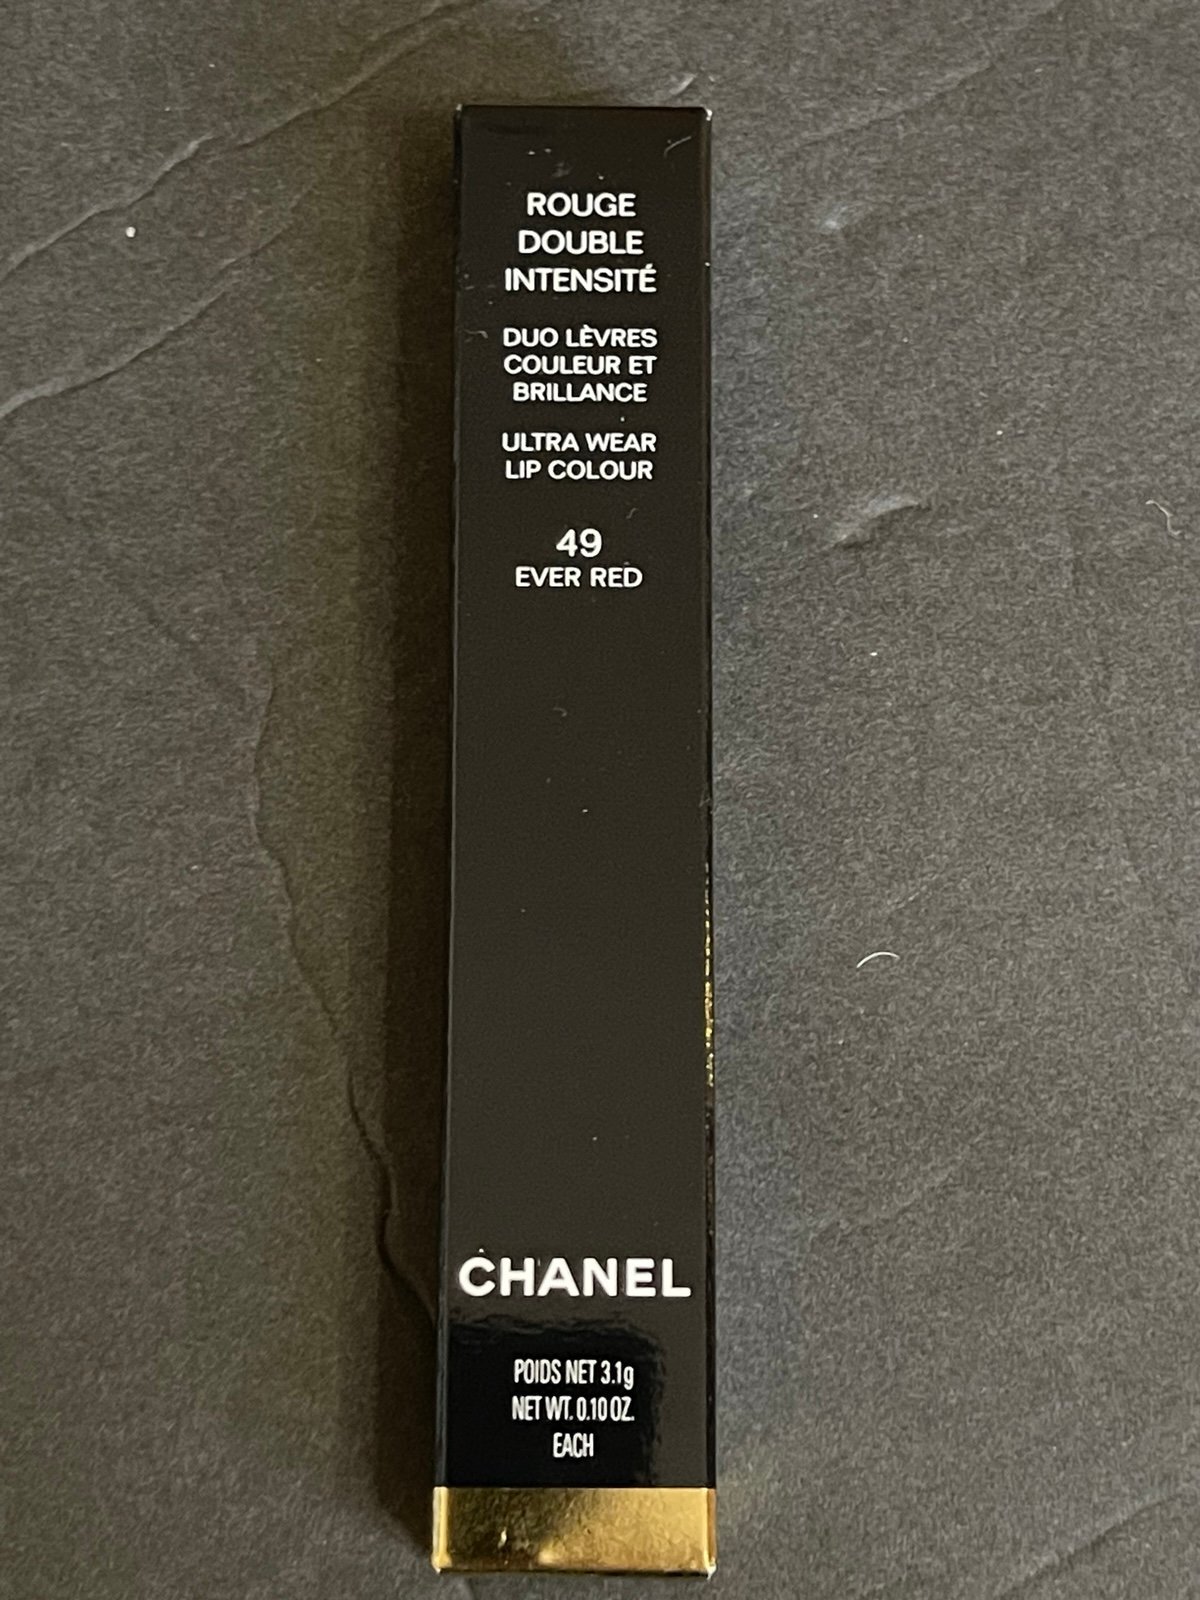 ROUGE
DOUBLE
INTENSITÉ
DUO LÈVRES
COULEUR ET
BRILLANCE
ULTRA WEAR
LIP COLOUR
49
EVER RED
CHANEL
POIDS NET 3.1g
NET WT. 0.10 OZ.
EACH